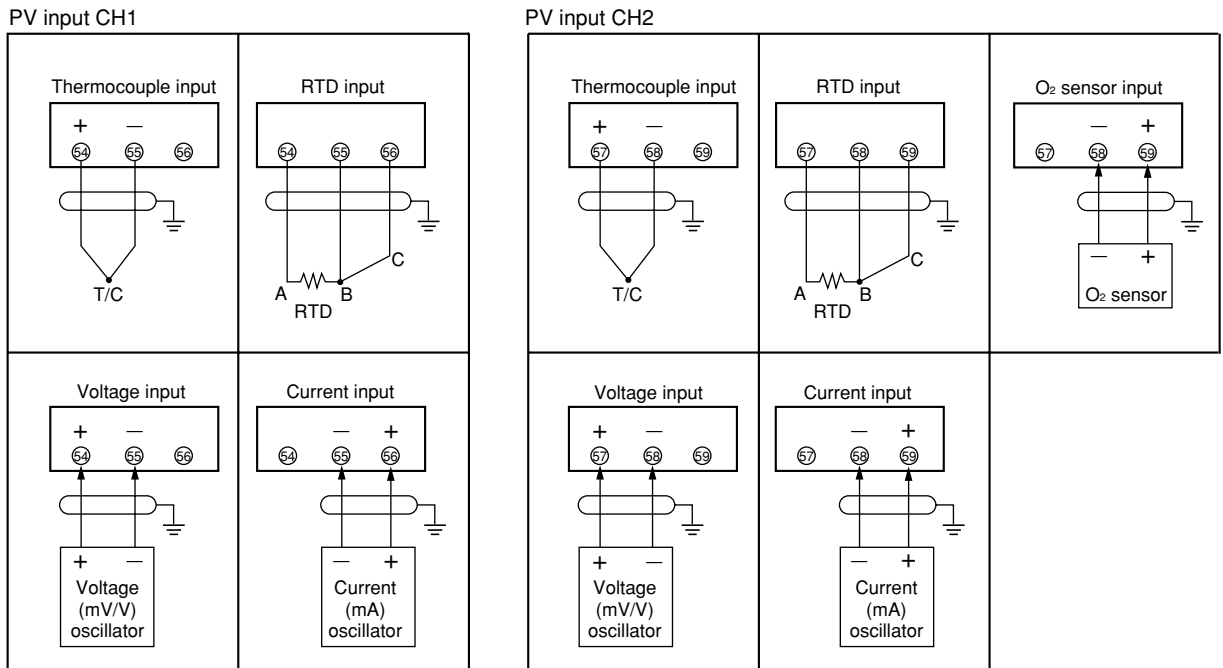 PV input CH1
Thermocouple input
+ —
54 55 56
T/C
RTD input
54 55 56
A B C
RTD
Voltage input
+ —
54 55 56
+ —
Voltage
(mV/V)
oscillator
Current input
— +
54 55 56
— +
Current
(mA)
oscillator
PV input CH2
Thermocouple input
+ —
57 58 59
T/C
RTD input
57 58 59
A B C
RTD
O₂ sensor input
— +
57 58 59
— +
O₂ sensor
Voltage input
+ —
57 58 59
+ —
Voltage
(mV/V)
oscillator
Current input
— +
57 58 59
— +
Current
(mA)
oscillator